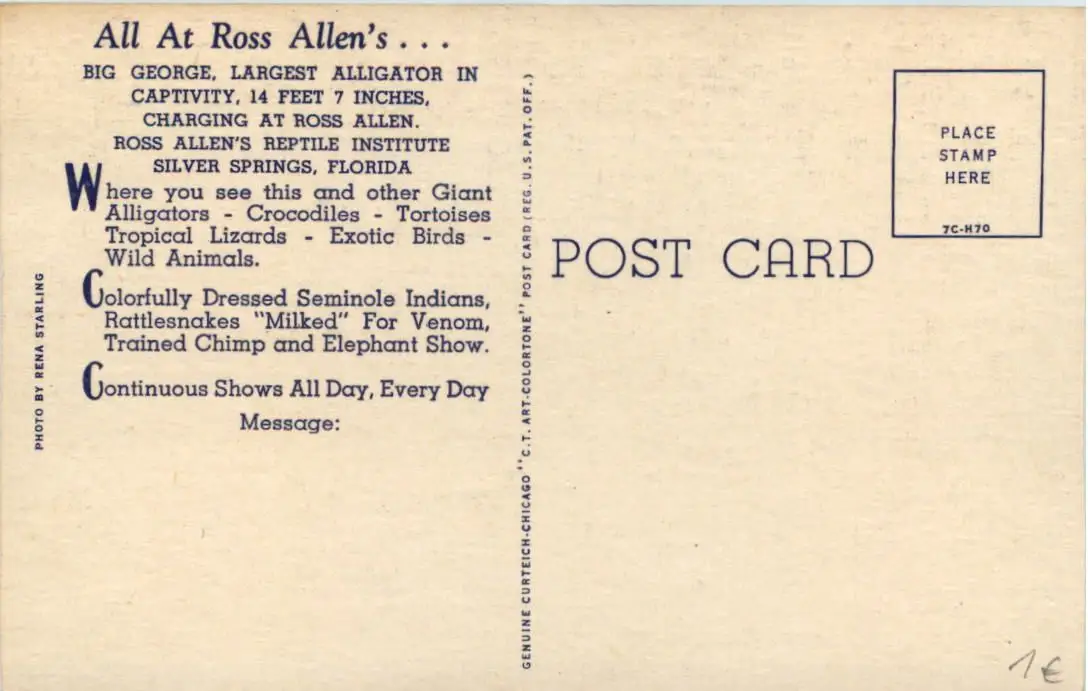 All At Ross Allen's . . .
BIG GEORGE, LARGEST ALLIGATOR IN
CAPTIVITY, 14 FEET 7 INCHES,
CHARGING AT ROSS ALLEN.
ROSS ALLEN'S REPTILE INSTITUTE
SILVER SPRINGS, FLORIDA
Where you see this and other Giant
Alligators - Crocodiles - Tortoises
Tropical Lizards - Exotic Birds -
Wild Animals.
Colorfully Dressed Seminole Indians,
Rattlesnakes "Milked" For Venom,
Trained Chimp and Elephant Show.
Continuous Shows All Day, Every Day
Message:
PHOTO BY RENA STARLING
GENUINE CURTEICH-CHICAGO "C.T. ART-COLORTONE" POST CARD (REG. U.S. PAT. OFF.)
POST CARD
PLACE
STAMP
HERE
7C-H70
1€